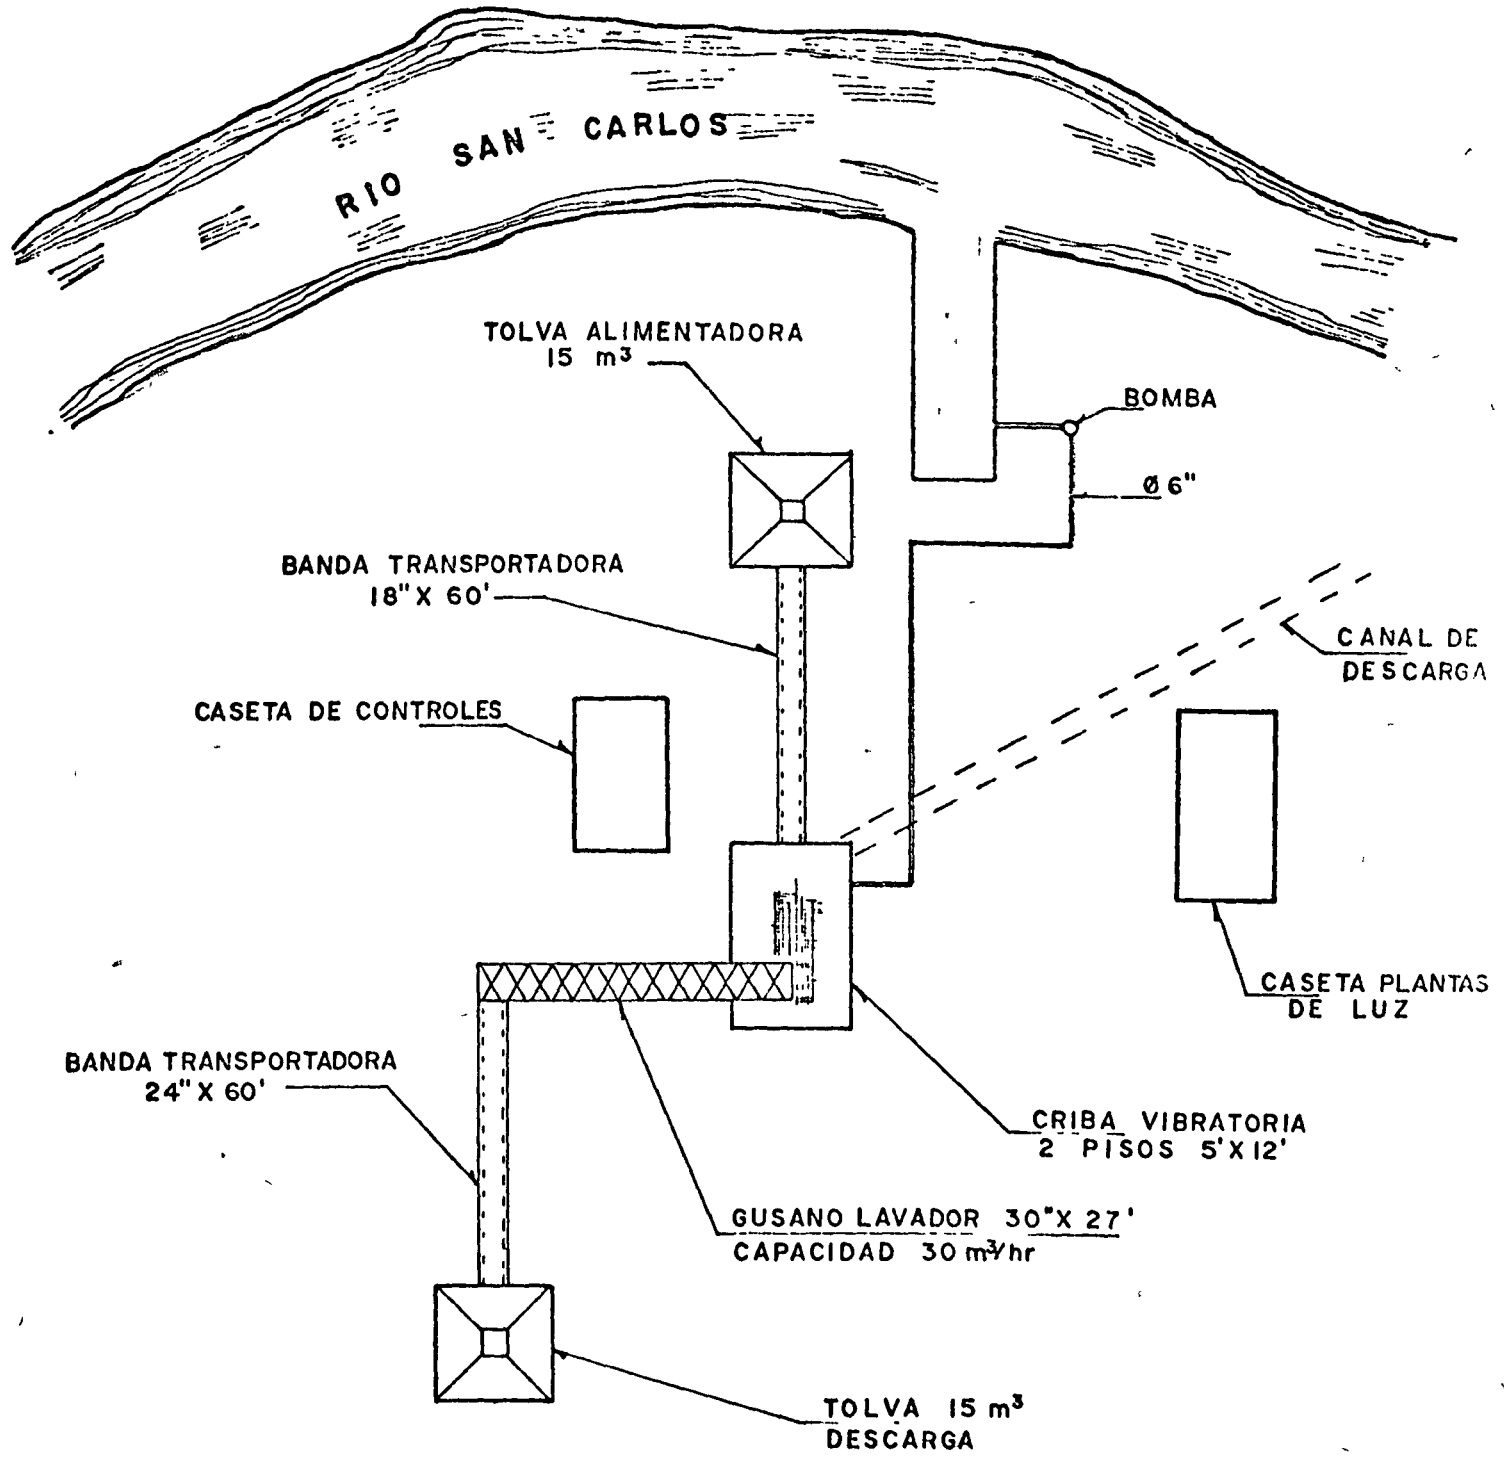 RIO SAN CARLOS
TOLVA ALIMENTADORA
15 m³
BOMBA
Ø 6"
BANDA TRANSPORTADORA
18" X 60'
CANAL DE
DESCARGA
CASETA DE CONTROLES
CASETA PLANTAS
DE LUZ
BANDA TRANSPORTADORA
24" X 60'
CRIBA VIBRATORIA
2 PISOS 5' X 12'
GUSANO LAVADOR 30" X 27'
CAPACIDAD 30 m³/hr
TOLVA 15 m³
DESCARGA